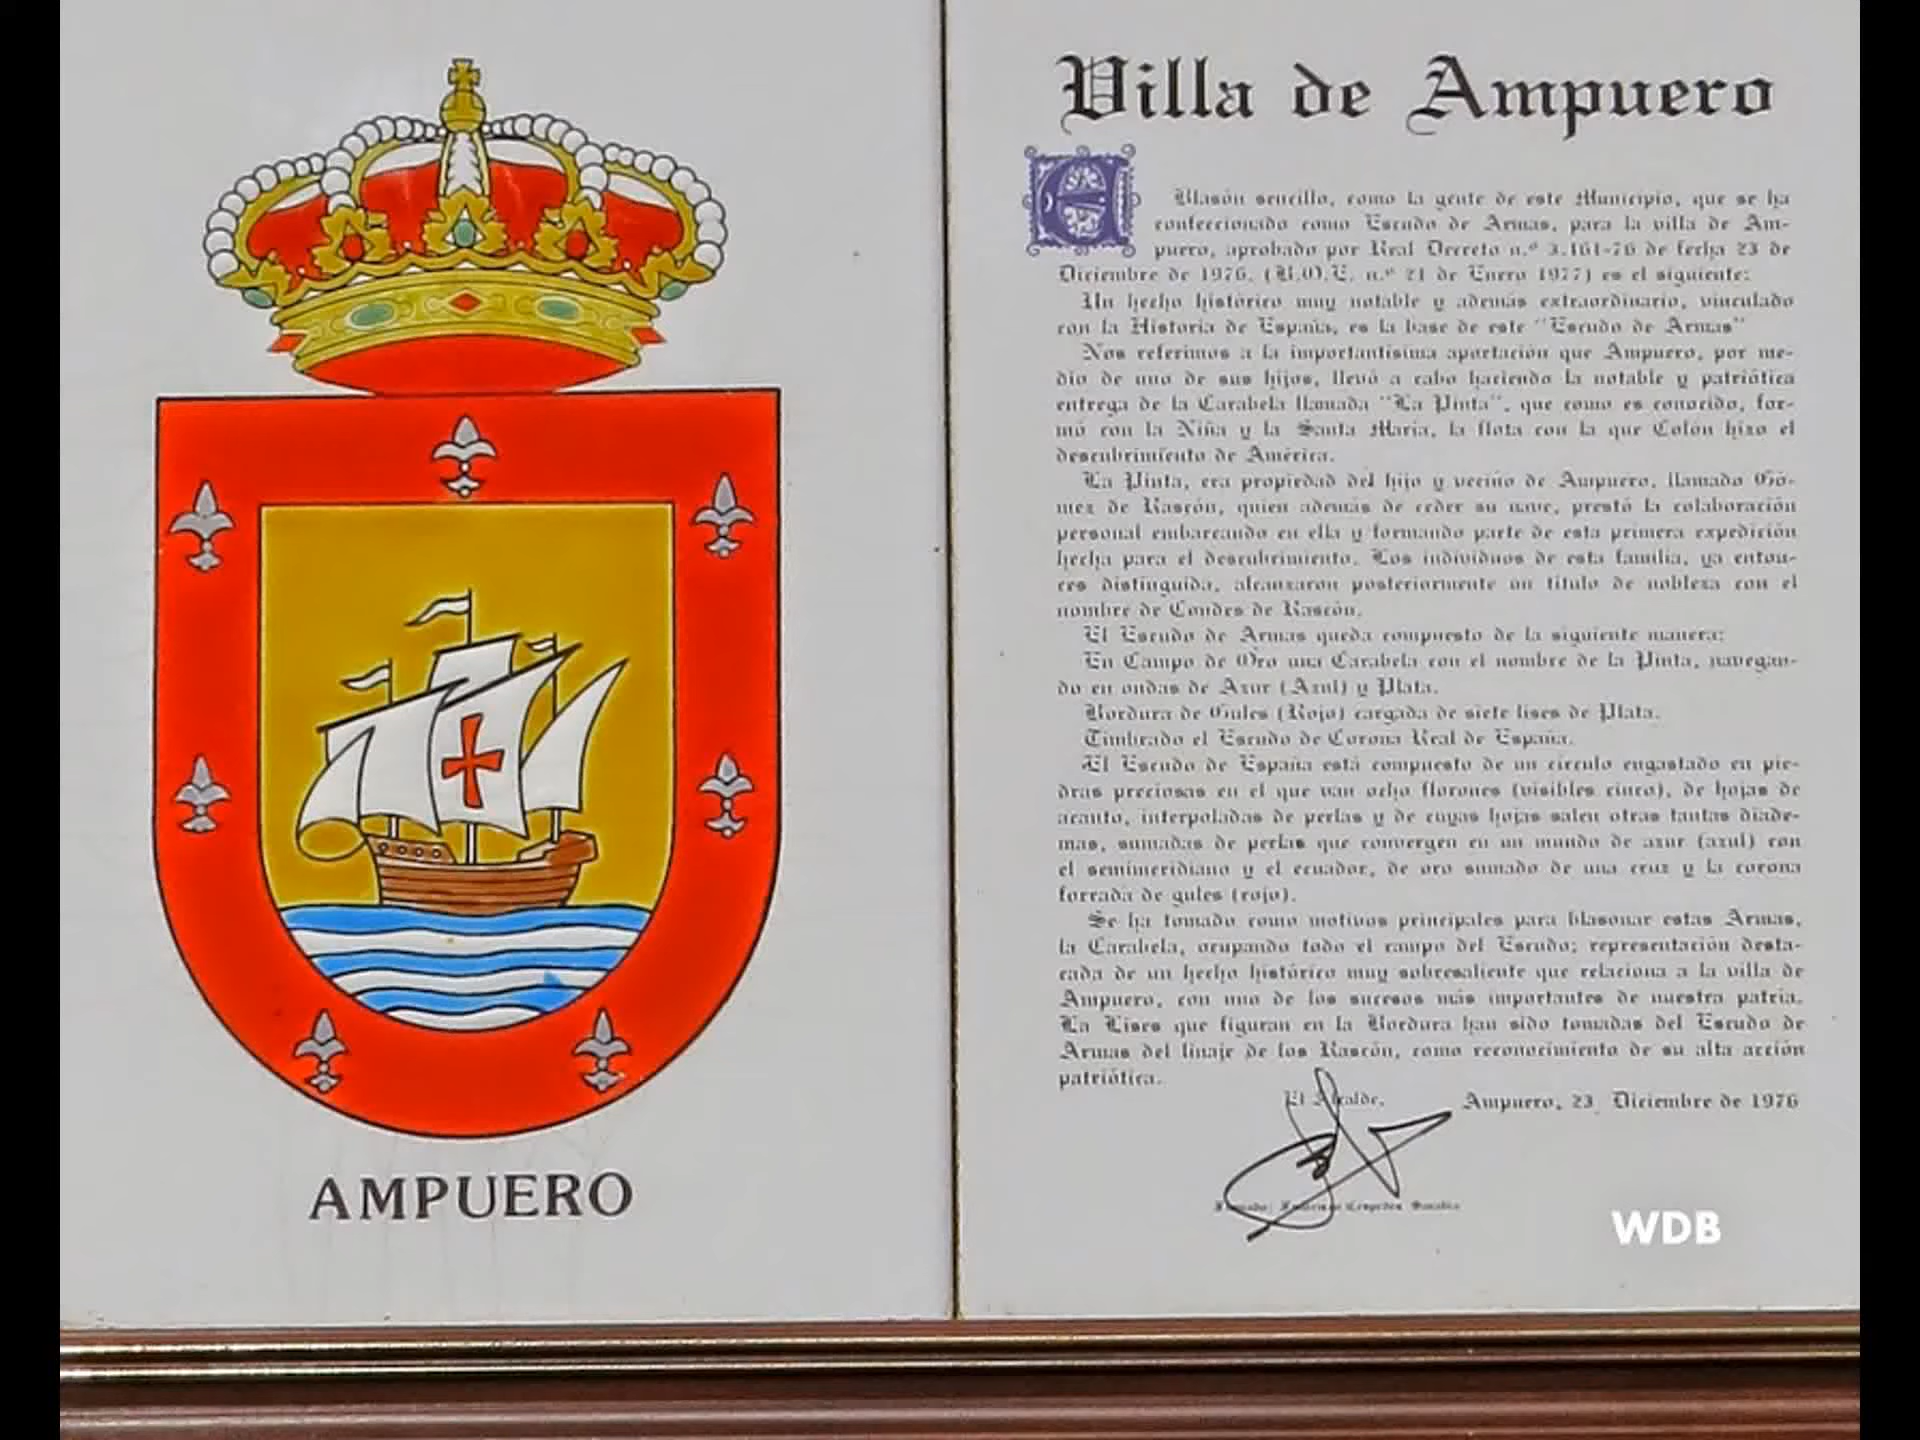 AMPUERO
Villa de Ampuero
El Blasón sencillo, como la gente de este Municipio, que se ha
confeccionado como Escudo de Armas, para la villa de Am-
puero, aprobado por Real Decreto n.º 3.161-76 de fecha 23 de
Diciembre de 1976. (B.O.E. n.º 21 de Enero 1977) es el siguiente:
Un hecho histórico muy notable y además extraordinario, vinculado
con la Historia de España, es la base de este "Escudo de Armas"
Nos referimos a la importantísima aportación que Ampuero, por me-
dio de uno de sus hijos, llevó a cabo haciendo la notable y patriótica
entrega de la Carabela llamada "La Pinta", que como es conocido, for-
mó con la Niña y la Santa María, la flota con la que Colón hizo el
descubrimiento de América.
La Pinta, era propiedad del hijo y vecino de Ampuero, llamado Gó-
mez de Rascón, quien además de ceder su nave, prestó la colaboración
personal embarcando en ella y formando parte de esta primera expedición
hecha para el descubrimiento. Los individuos de esta familia, ya enton-
ces distinguida, alcanzaron posteriormente un título de nobleza con el
nombre de Condes de Rascón.
El Escudo de Armas queda compuesto de la siguiente manera:
En Campo de Oro una Carabela con el nombre de la Pinta, navegan-
do en ondas de Azur (Azul) y Plata.
Bordura de Gules (Rojo) cargada de siete lises de Plata.
Timbrado el Escudo de Corona Real de España.
El Escudo de España está compuesto de un círculo engastado en pie-
dras preciosas en el que van ocho florones (visibles cinco), de hojas de
acanto, interpoladas de perlas y de cuyas hojas salen otras tantas diade-
mas, sumadas de perlas que convergen en un mundo de azur (azul) con
el semimeridiano y el ecuador, de oro sumado de una cruz y la corona
forrada de gules (rojo).
Se ha tomado como motivos principales para blasonar estas Armas,
la Carabela, ocupando todo el campo del Escudo; representación desta-
cada de un hecho histórico muy sobresaliente que relaciona a la villa de
Ampuero, con uno de los sucesos más importantes de nuestra patria.
La Lises que figuran en la Bordura han sido tomadas del Escudo de
Armas del linaje de los Rascón, como reconocimiento de su alta acción
patriótica.
El Alcalde, Ampuero, 23 Diciembre de 1976
WDB